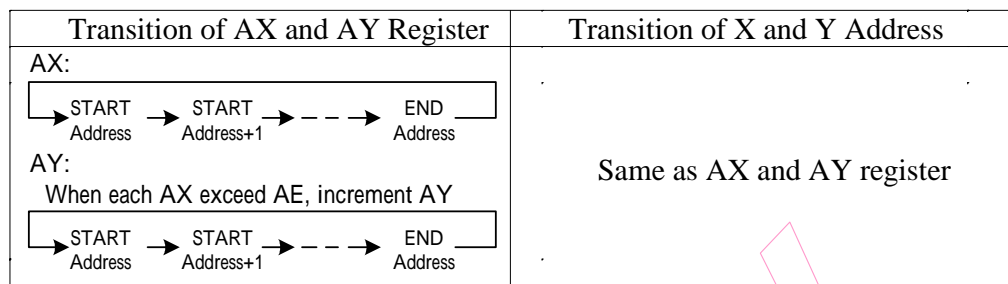 Transition of AX and AY Register
Transition of X and Y Address
AX:
START Address
START Address+1
END Address
AY:
When each AX exceed AE, increment AY
START Address
START Address+1
END Address
Same as AX and AY register